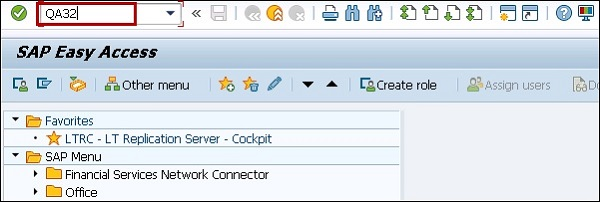 QA32
SAP Easy Access
Other menu Create role Assign users
Favorites
LTRC - LT Replication Server - Cockpit
SAP Menu
Financial Services Network Connector
Office